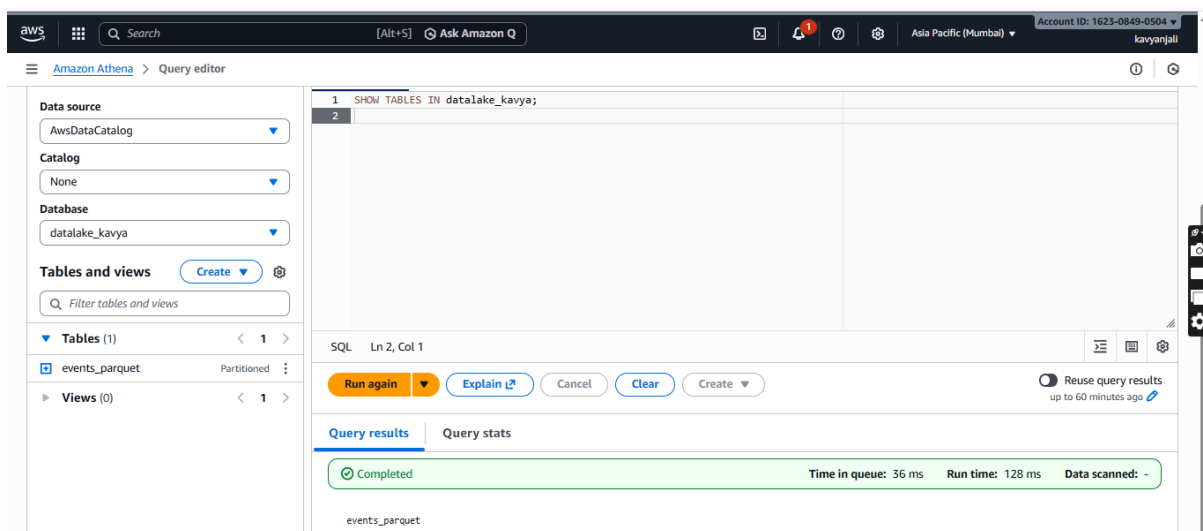 aws Search [Alt+S] Ask Amazon Q 1 Asia Pacific (Mumbai) Account ID: 1623-0849-0504
kavyanjali
Amazon Athena > Query editor
Data source
AwsDataCatalog
Catalog
None
Database
datalake_kavya
Tables and views Create
Filter tables and views
Tables (1) < 1 >
events_parquet Partitioned
Views (0) < 1 >
1 SHOW TABLES IN datalake_kavya;
2
SQL Ln 2, Col 1
Run again Explain Cancel Clear Create Reuse query results
up to 60 minutes ago
Query results Query stats
Completed Time in queue: 36 ms Run time: 128 ms Data scanned: -
events_parquet